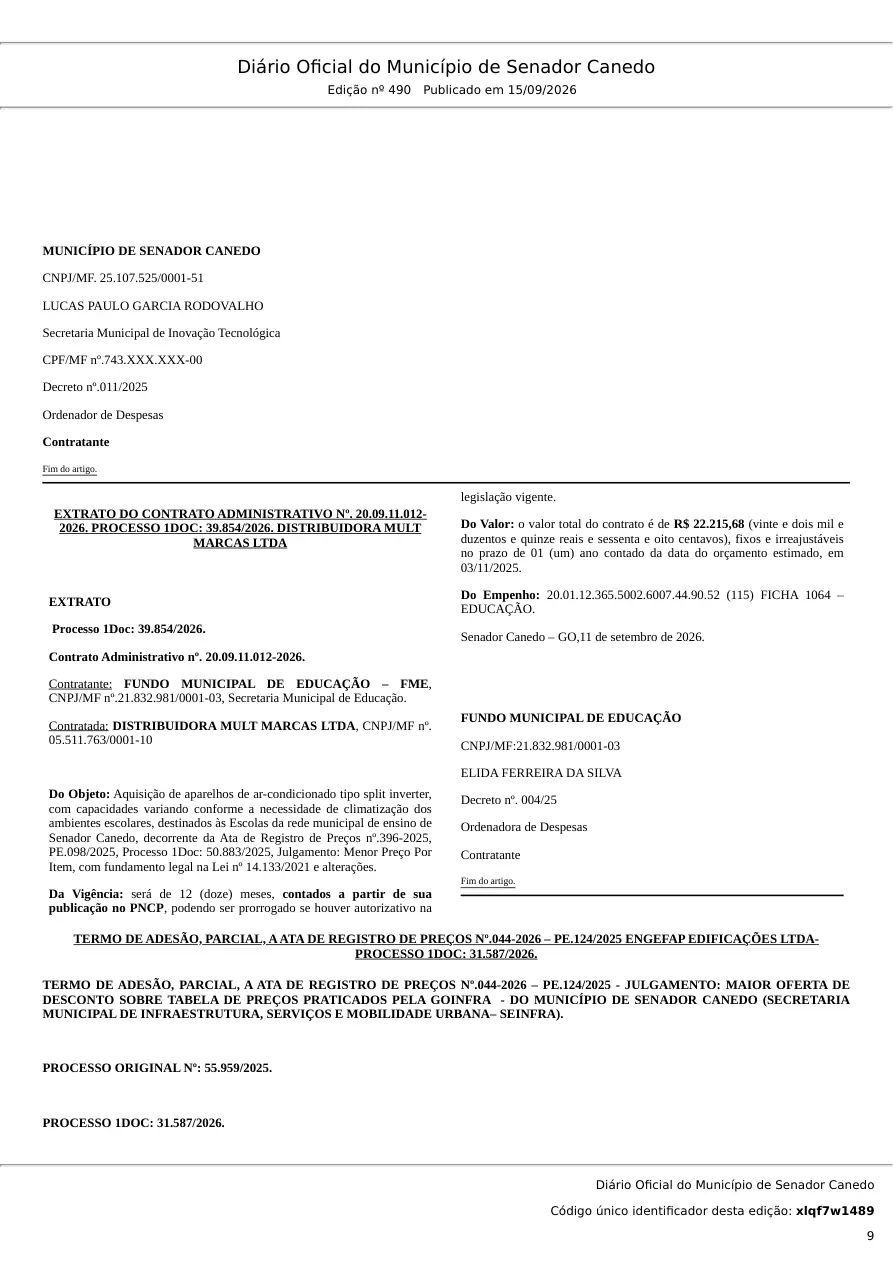 Diário Oficial do Município de Senador Canedo
Edição nº 490 Publicado em 15/09/2026
MUNICÍPIO DE SENADOR CANEDO
CNPJ/MF. 25.107.525/0001-51
LUCAS PAULO GARCIA RODOVALHO
Secretaria Municipal de Inovação Tecnológica
CPF/MF nº.743.XXX.XXX-00
Decreto nº.011/2025
Ordenador de Despesas
Contratante
Fim do artigo.
EXTRATO DO CONTRATO ADMINISTRATIVO Nº. 20.09.11.012-
2026. PROCESSO 1DOC: 39.854/2026. DISTRIBUIDORA MULT
MARCAS LTDA
EXTRATO
Processo 1Doc: 39.854/2026.
Contrato Administrativo nº. 20.09.11.012-2026.
Contratante: FUNDO MUNICIPAL DE EDUCAÇÃO – FME,
CNPJ/MF nº.21.832.981/0001-03, Secretaria Municipal de Educação.
Contratada: DISTRIBUIDORA MULT MARCAS LTDA, CNPJ/MF nº.
05.511.763/0001-10
Do Objeto: Aquisição de aparelhos de ar-condicionado tipo split inverter,
com capacidades variando conforme a necessidade de climatização dos
ambientes escolares, destinados às Escolas da rede municipal de ensino de
Senador Canedo, decorrente da Ata de Registro de Preços nº.396-2025,
PE.098/2025, Processo 1Doc: 50.883/2025, Julgamento: Menor Preço Por
Item, com fundamento legal na Lei nº 14.133/2021 e alterações.
Da Vigência: será de 12 (doze) meses, contados a partir de sua
publicação no PNCP, podendo ser prorrogado se houver autorizativo na
legislação vigente.
Do Valor: o valor total do contrato é de R$ 22.215,68 (vinte e dois mil e
duzentos e quinze reais e sessenta e oito centavos), fixos e irreajustáveis
no prazo de 01 (um) ano contado da data do orçamento estimado, em
03/11/2025.
Do Empenho: 20.01.12.365.5002.6007.44.90.52 (115) FICHA 1064 –
EDUCAÇÃO.
Senador Canedo – GO,11 de setembro de 2026.
FUNDO MUNICIPAL DE EDUCAÇÃO
CNPJ/MF:21.832.981/0001-03
ELIDA FERREIRA DA SILVA
Decreto nº. 004/25
Ordenadora de Despesas
Contratante
Fim do artigo.
TERMO DE ADESÃO, PARCIAL, A ATA DE REGISTRO DE PREÇOS Nº.044-2026 – PE.124/2025 ENGEFAP EDIFICAÇÕES LTDA-
PROCESSO 1DOC: 31.587/2026.
TERMO DE ADESÃO, PARCIAL, A ATA DE REGISTRO DE PREÇOS Nº.044-2026 – PE.124/2025 - JULGAMENTO: MAIOR OFERTA DE
DESCONTO SOBRE TABELA DE PREÇOS PRATICADOS PELA GOINFRA - DO MUNICÍPIO DE SENADOR CANEDO (SECRETARIA
MUNICIPAL DE INFRAESTRUTURA, SERVIÇOS E MOBILIDADE URBANA– SEINFRA).
PROCESSO ORIGINAL Nº: 55.959/2025.
PROCESSO 1DOC: 31.587/2026.
Diário Oficial do Município de Senador Canedo
Código único identificador desta edição: xlqf7w1489
9